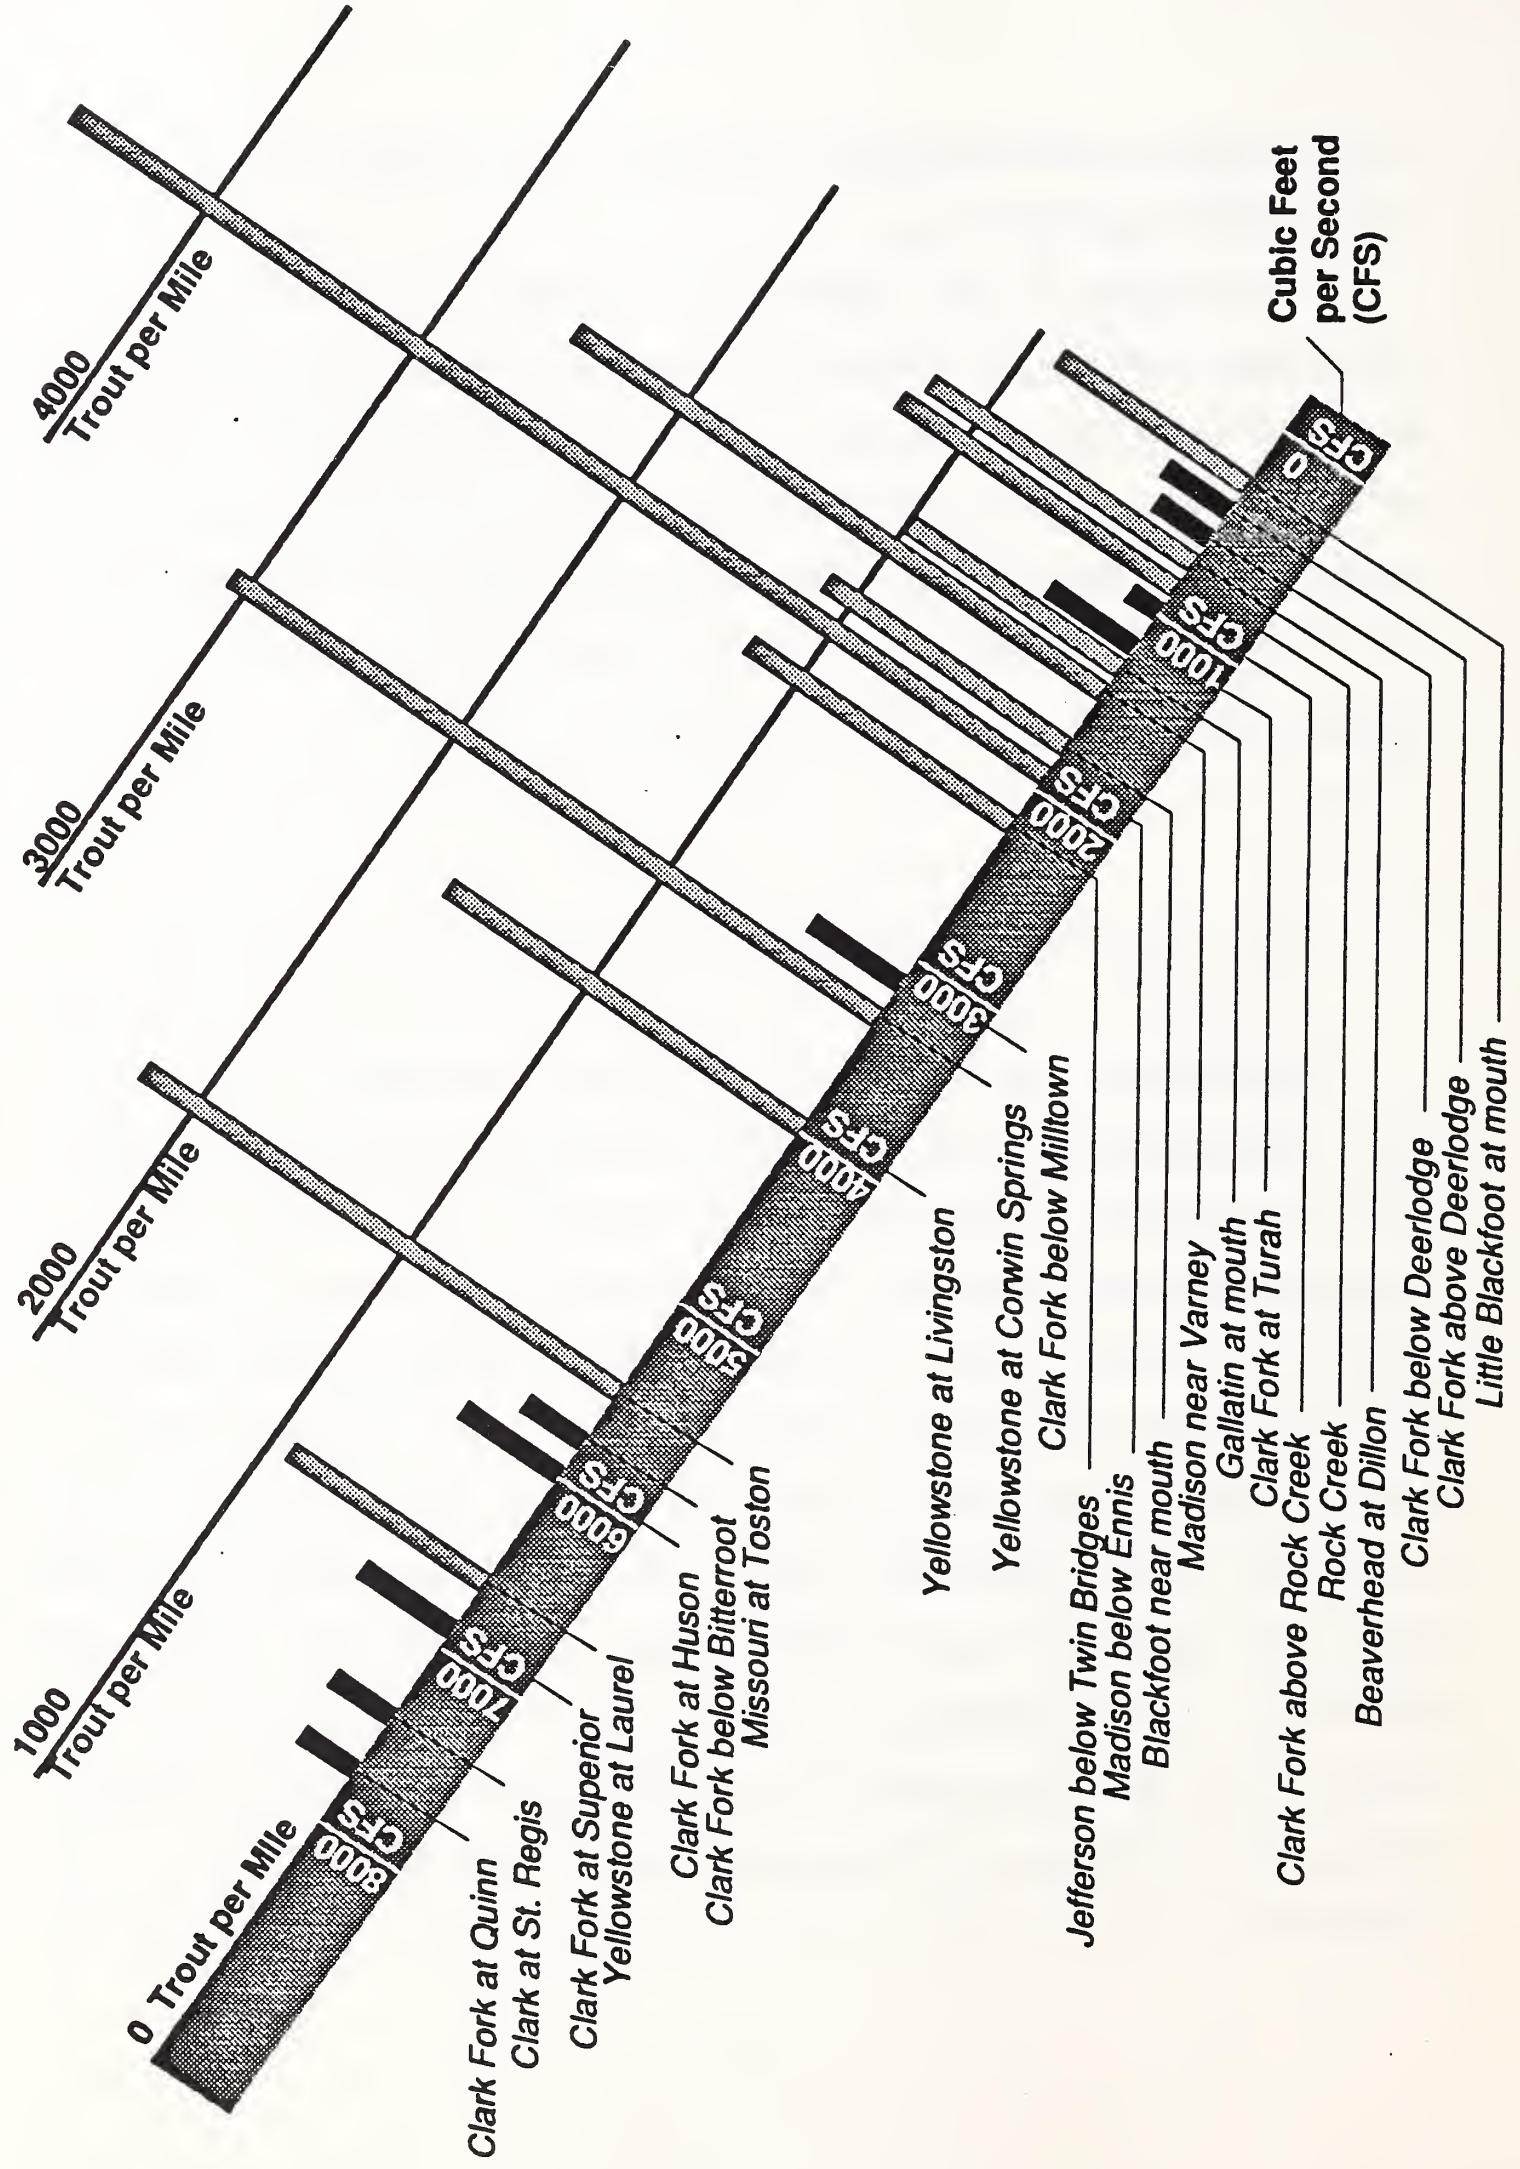 4000
Trout per Mile
3000
Trout per Mile
2000
Trout per Mile
1000
Trout per Mile
0 Trout per Mile
8000
CFS
7000
CFS
6000
CFS
5000
CFS
4000
CFS
3000
CFS
2000
CFS
1000
CFS
0
CFS
Cubic Feet
per Second
(CFS)
Clark Fork at Quinn
Clark at St. Regis
Clark Fork at Superior
Yellowstone at Laurel
Clark Fork at Huson
Clark Fork below Bitterroot
Missouri at Toston
Yellowstone at Livingston
Yellowstone at Corwin Springs
Clark Fork below Milltown
Jefferson below Twin Bridges
Madison below Ennis
Blackfoot near mouth
Madison near Varney
Gallatin at mouth
Clark Fork at Turah
Clark Fork above Rock Creek
Rock Creek
Beaverhead at Dillon
Clark Fork below Deerlodge
Clark Fork above Deerlodge
Little Blackfoot at mouth